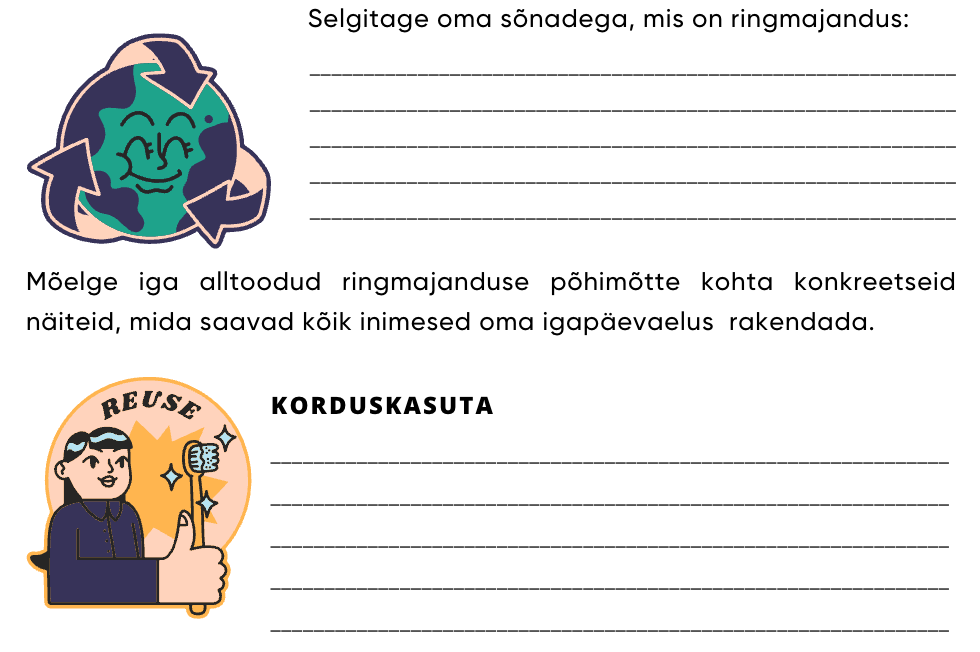 Selgitage oma sõnadega, mis on ringmajandus:
Mõelge iga alltoodud ringmajanduse põhimõtte kohta konkreetseid
näiteid, mida saavad kõik inimesed oma igapäevaelus rakendada.
REUSE
KORDUSKASUTA